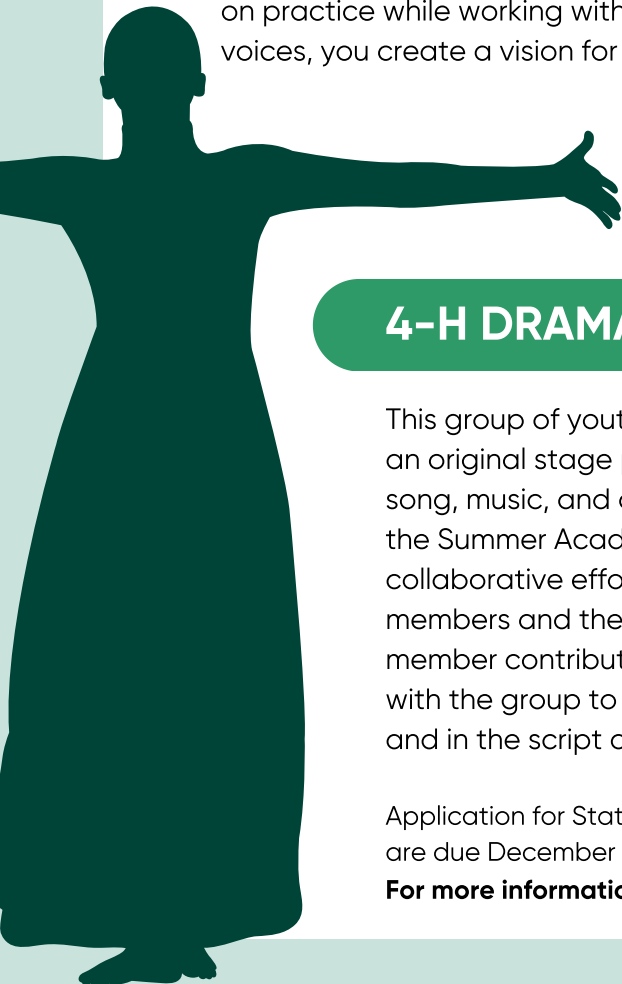 on practice while working with
voices, you create a vision for
4-H DRAMA
This group of yout
an original stage
song, music, and
the Summer Acad
collaborative effo
members and the
member contribut
with the group to
and in the script
Application for Stat
are due December
For more informatio